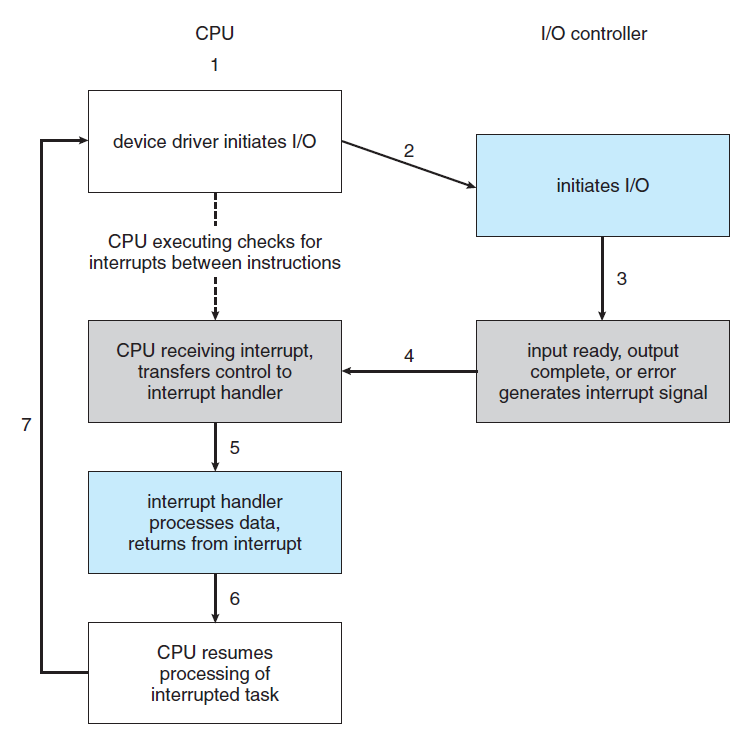 CPU
I/O controller
1
device driver initiates I/O
2
initiates I/O
CPU executing checks for
interrupts between instructions
3
CPU receiving interrupt,
transfers control to
interrupt handler
4
input ready, output
complete, or error
generates interrupt signal
7
5
interrupt handler
processes data,
returns from interrupt
6
CPU resumes
processing of
interrupted task